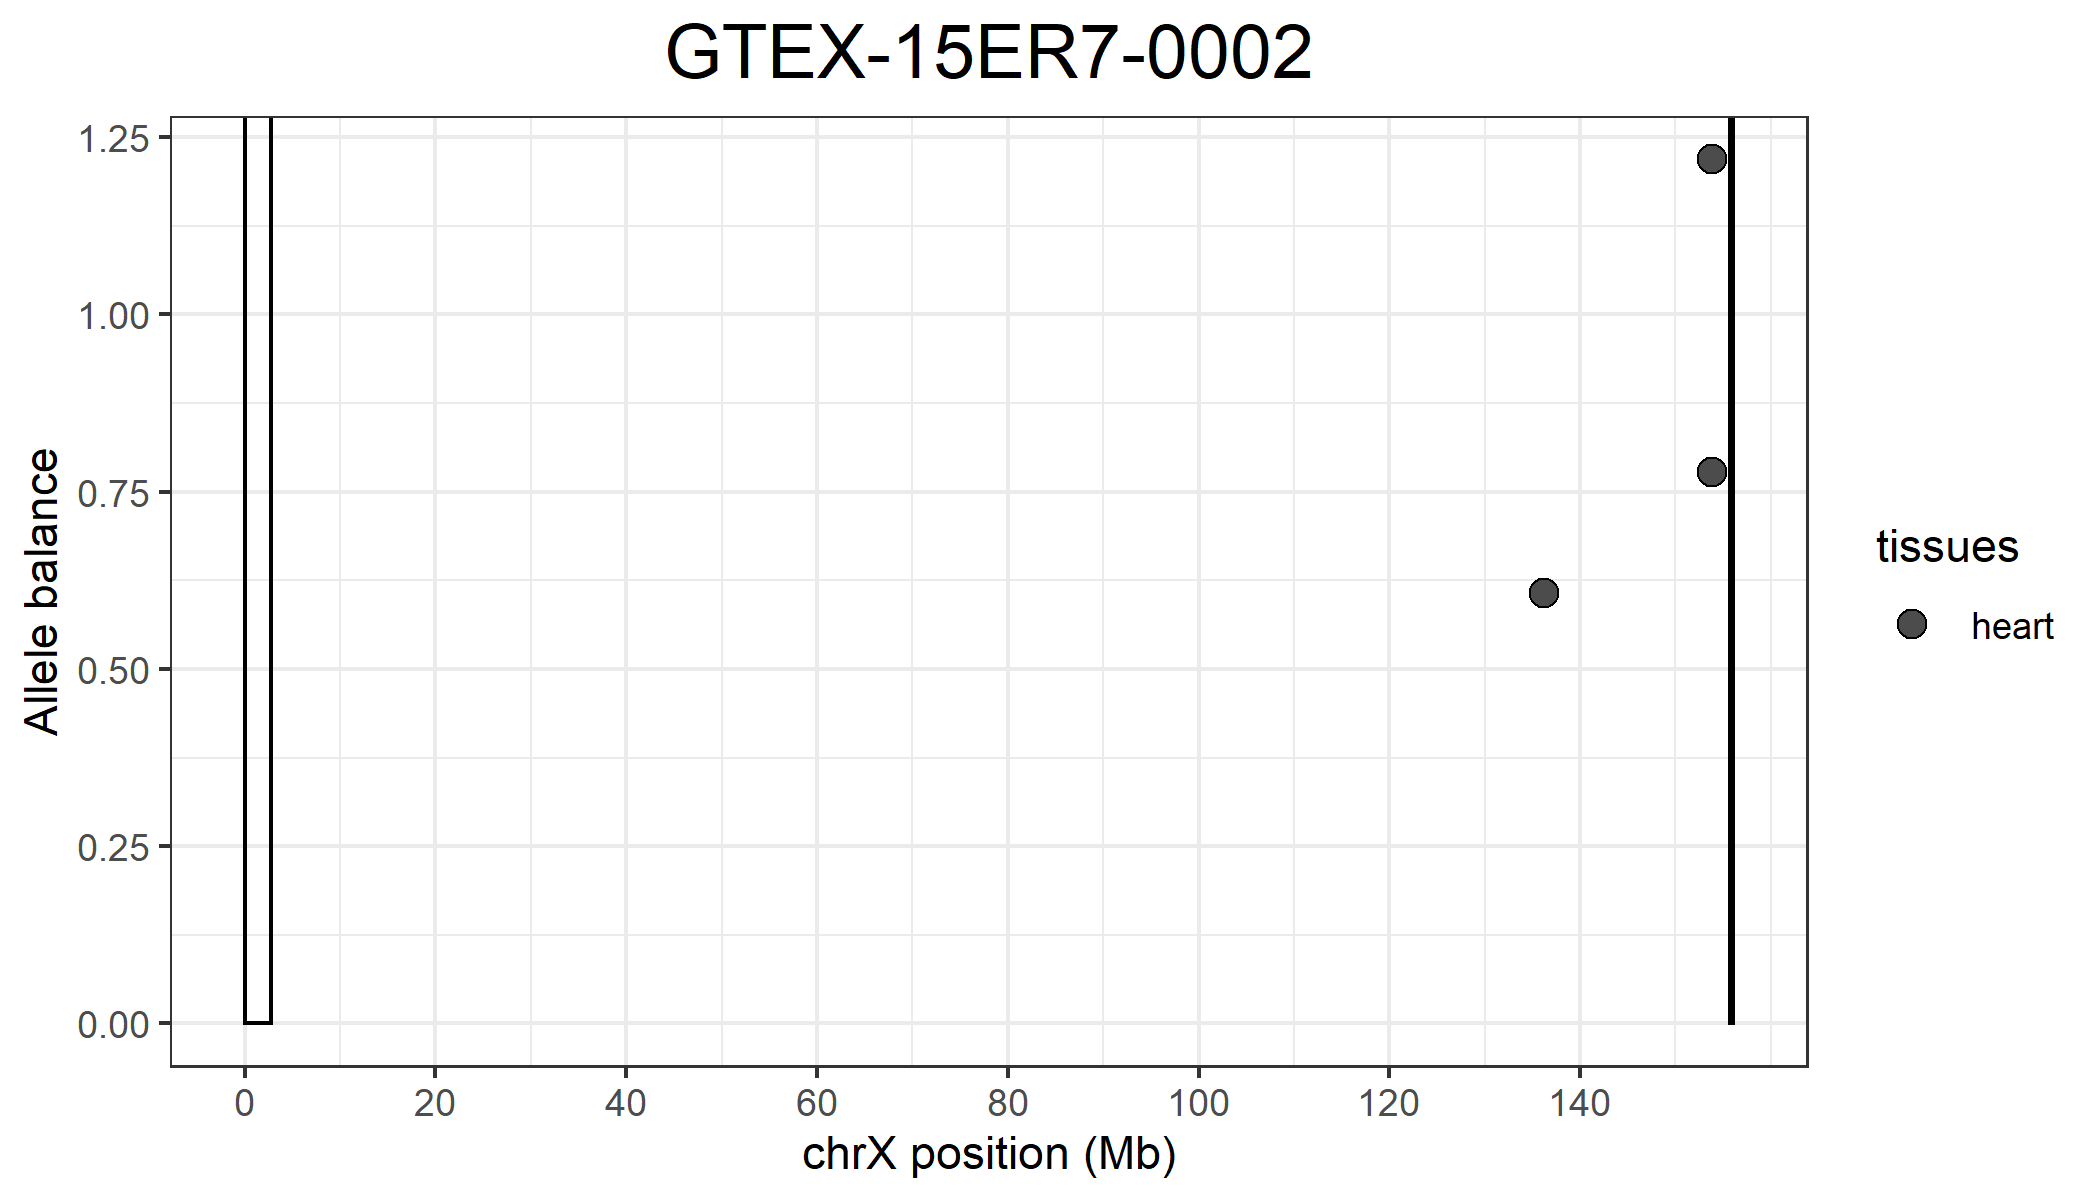 GTEX-15ER7-0002
1.25
1.00
0.75
0.50
0.25
0.00
Allele balance
0 20 40 60 80 100 120 140
chrX position (Mb)
tissues
heart